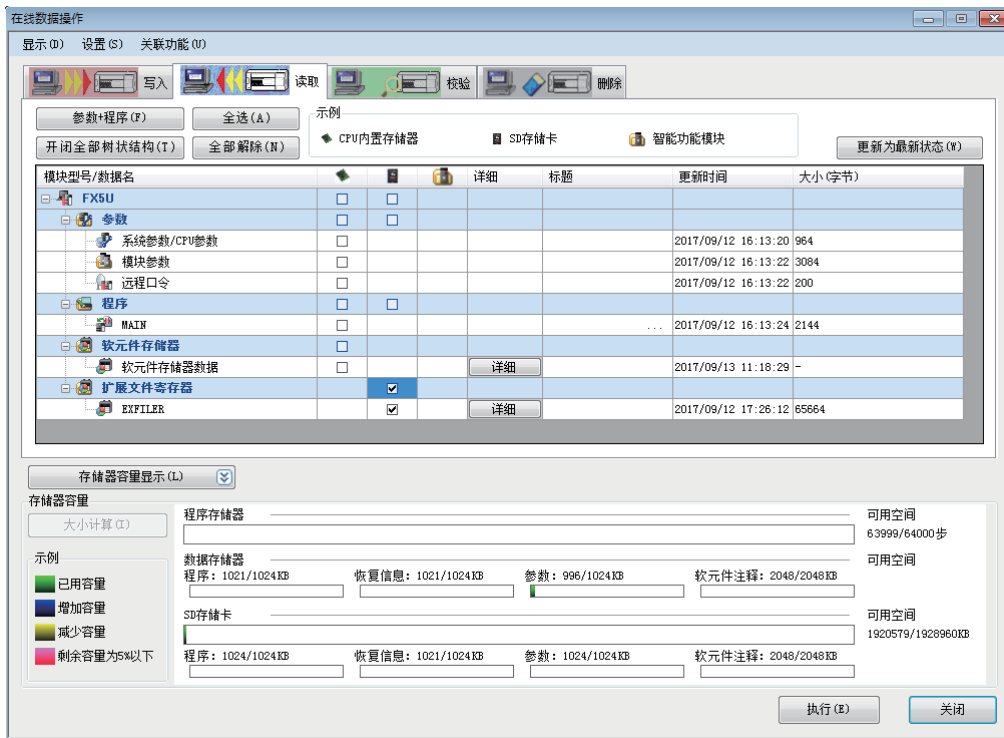 在线数据操作
显示(D) 设置(S) 关联功能(U)
写入 读取 校验 删除
参数+程序(F) 全选(A) 示例
开闭全部树状结构(T) 全部解除(N) CPU内置存储器 SD存储卡 智能功能模块 更新为最新状态(W)
模块型号/数据名 详细 标题 更新时间 大小(字节)
FX5U
参数
系统参数/CPU参数 2017/09/12 16:13:20 964
模块参数 2017/09/12 16:13:22 3084
远程口令 2017/09/12 16:13:22 200
程序
MAIN ... 2017/09/12 16:13:24 2144
软元件存储器
软元件存储器数据 详细 2017/09/13 11:18:29 -
扩展文件寄存器
EXFILER 详细 2017/09/12 17:26:12 65664
存储器容量显示(L)
存储器容量
大小计算(I)
示例
已用容量
增加容量
减少容量
剩余容量为5%以下
程序存储器 可用空间
63999/64000步
数据存储器 可用空间
程序: 1021/1024KB 恢复信息: 1021/1024KB 参数: 996/1024KB 软元件注释: 2048/2048KB
SD存储卡 可用空间
1920579/1928960KB
程序: 1024/1024KB 恢复信息: 1021/1024KB 参数: 1024/1024KB 软元件注释: 2048/2048KB
执行(E) 关闭